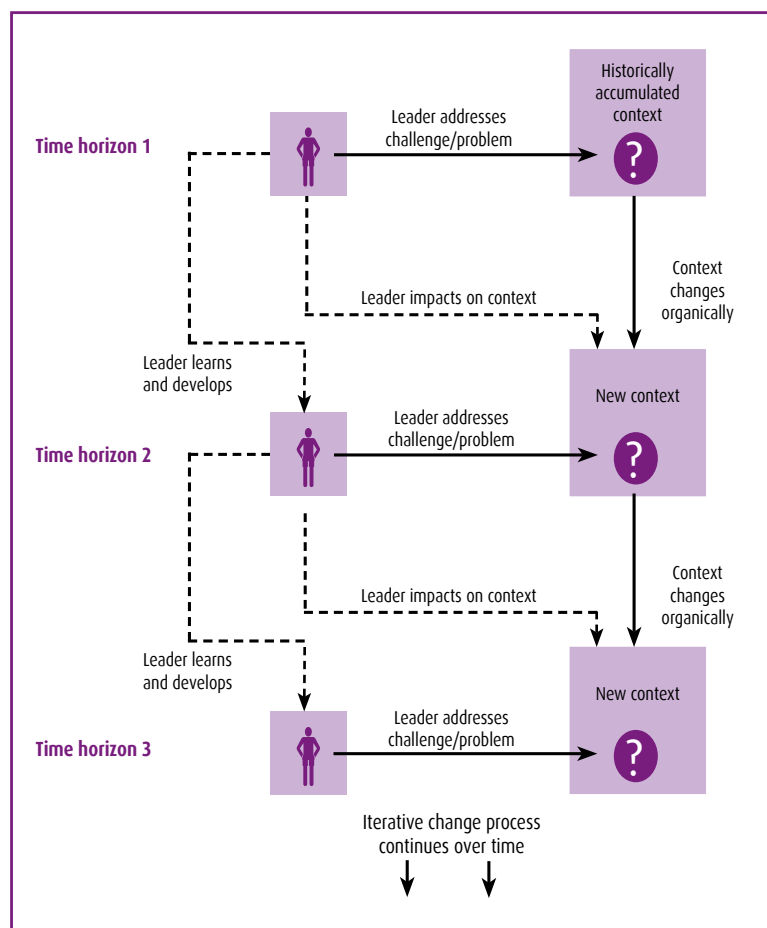 Historically
accumulated
context
?
Time horizon 1
Leader addresses
challenge/problem
Leader impacts on context
Context
changes
organically
Leader learns
and develops
New context
?
Time horizon 2
Leader addresses
challenge/problem
Leader impacts on context
Context
changes
organically
Leader learns
and develops
New context
?
Time horizon 3
Leader addresses
challenge/problem
Iterative change process
continues over time